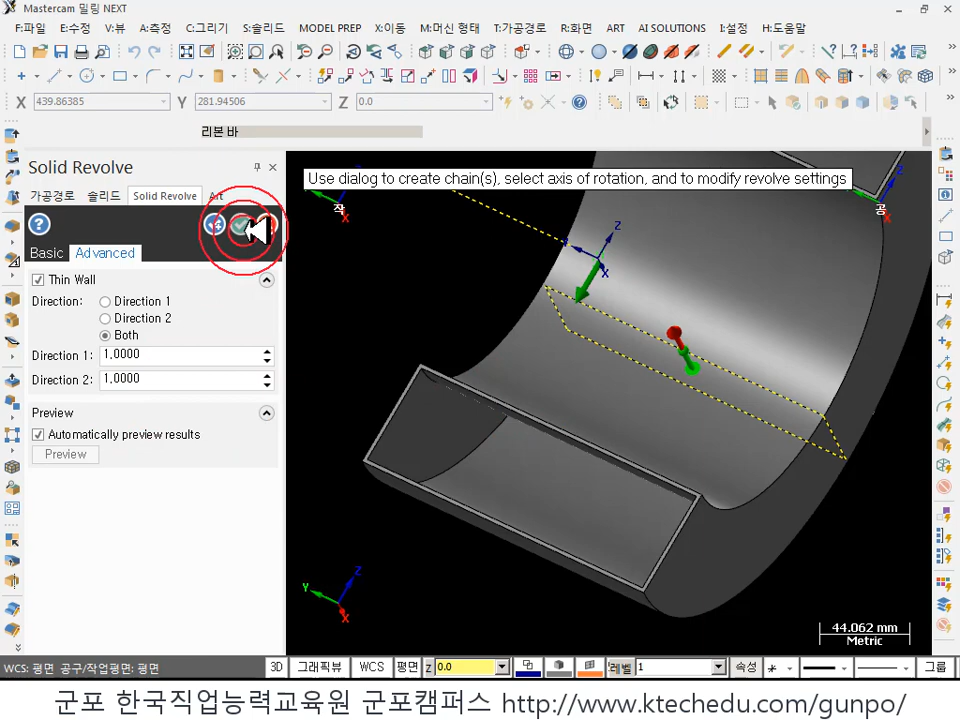 Mastercam 밀링 NEXT
F:파일 E:수정 V:뷰 A:측정 C:그리기 S:솔리드 MODEL PREP X:이동 M:머신 형태 T:가공경로 R:화면 ART AI SOLUTIONS I:설정 H:도움말
X 439.86385 Y 281.94506 Z 0.0
리본 바
Solid Revolve
Use dialog to create chain(s), select axis of rotation, and to modify revolve settings
가공경로 솔리드 Solid Revolve Art
Basic Advanced
Thin Wall
Direction: Direction 1
Direction 2
Both
Direction 1: 1.0000
Direction 2: 1.0000
Preview
Automatically preview results
Preview
작 X
공 Z X
Z X
Z Y X
44.062 mm
Metric
WCS: 평면 공구/작업평면: 평면 3D 그래픽뷰 WCS 평면 Z 0.0 레벨 1 속성 그룹
군포 한국직업능력교육원 군포캠퍼스 http://www.ktechedu.com/gunpo/